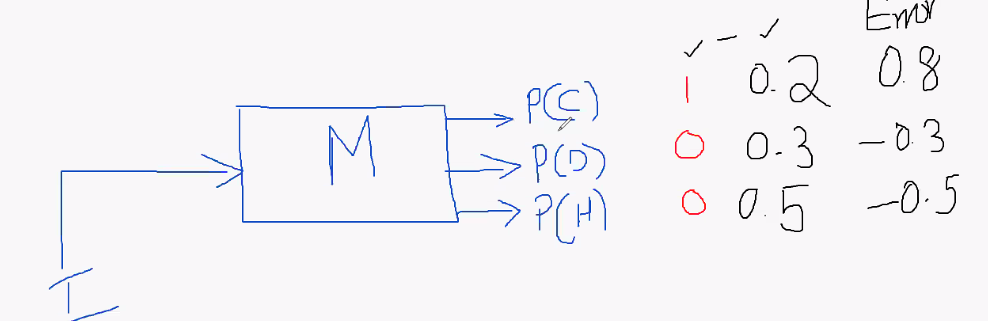 Error
✓ - ✓
P(C) 1 0.2 0.8
M
P(D) 0 0.3 -0.3
P(H) 0 0.5 -0.5
I